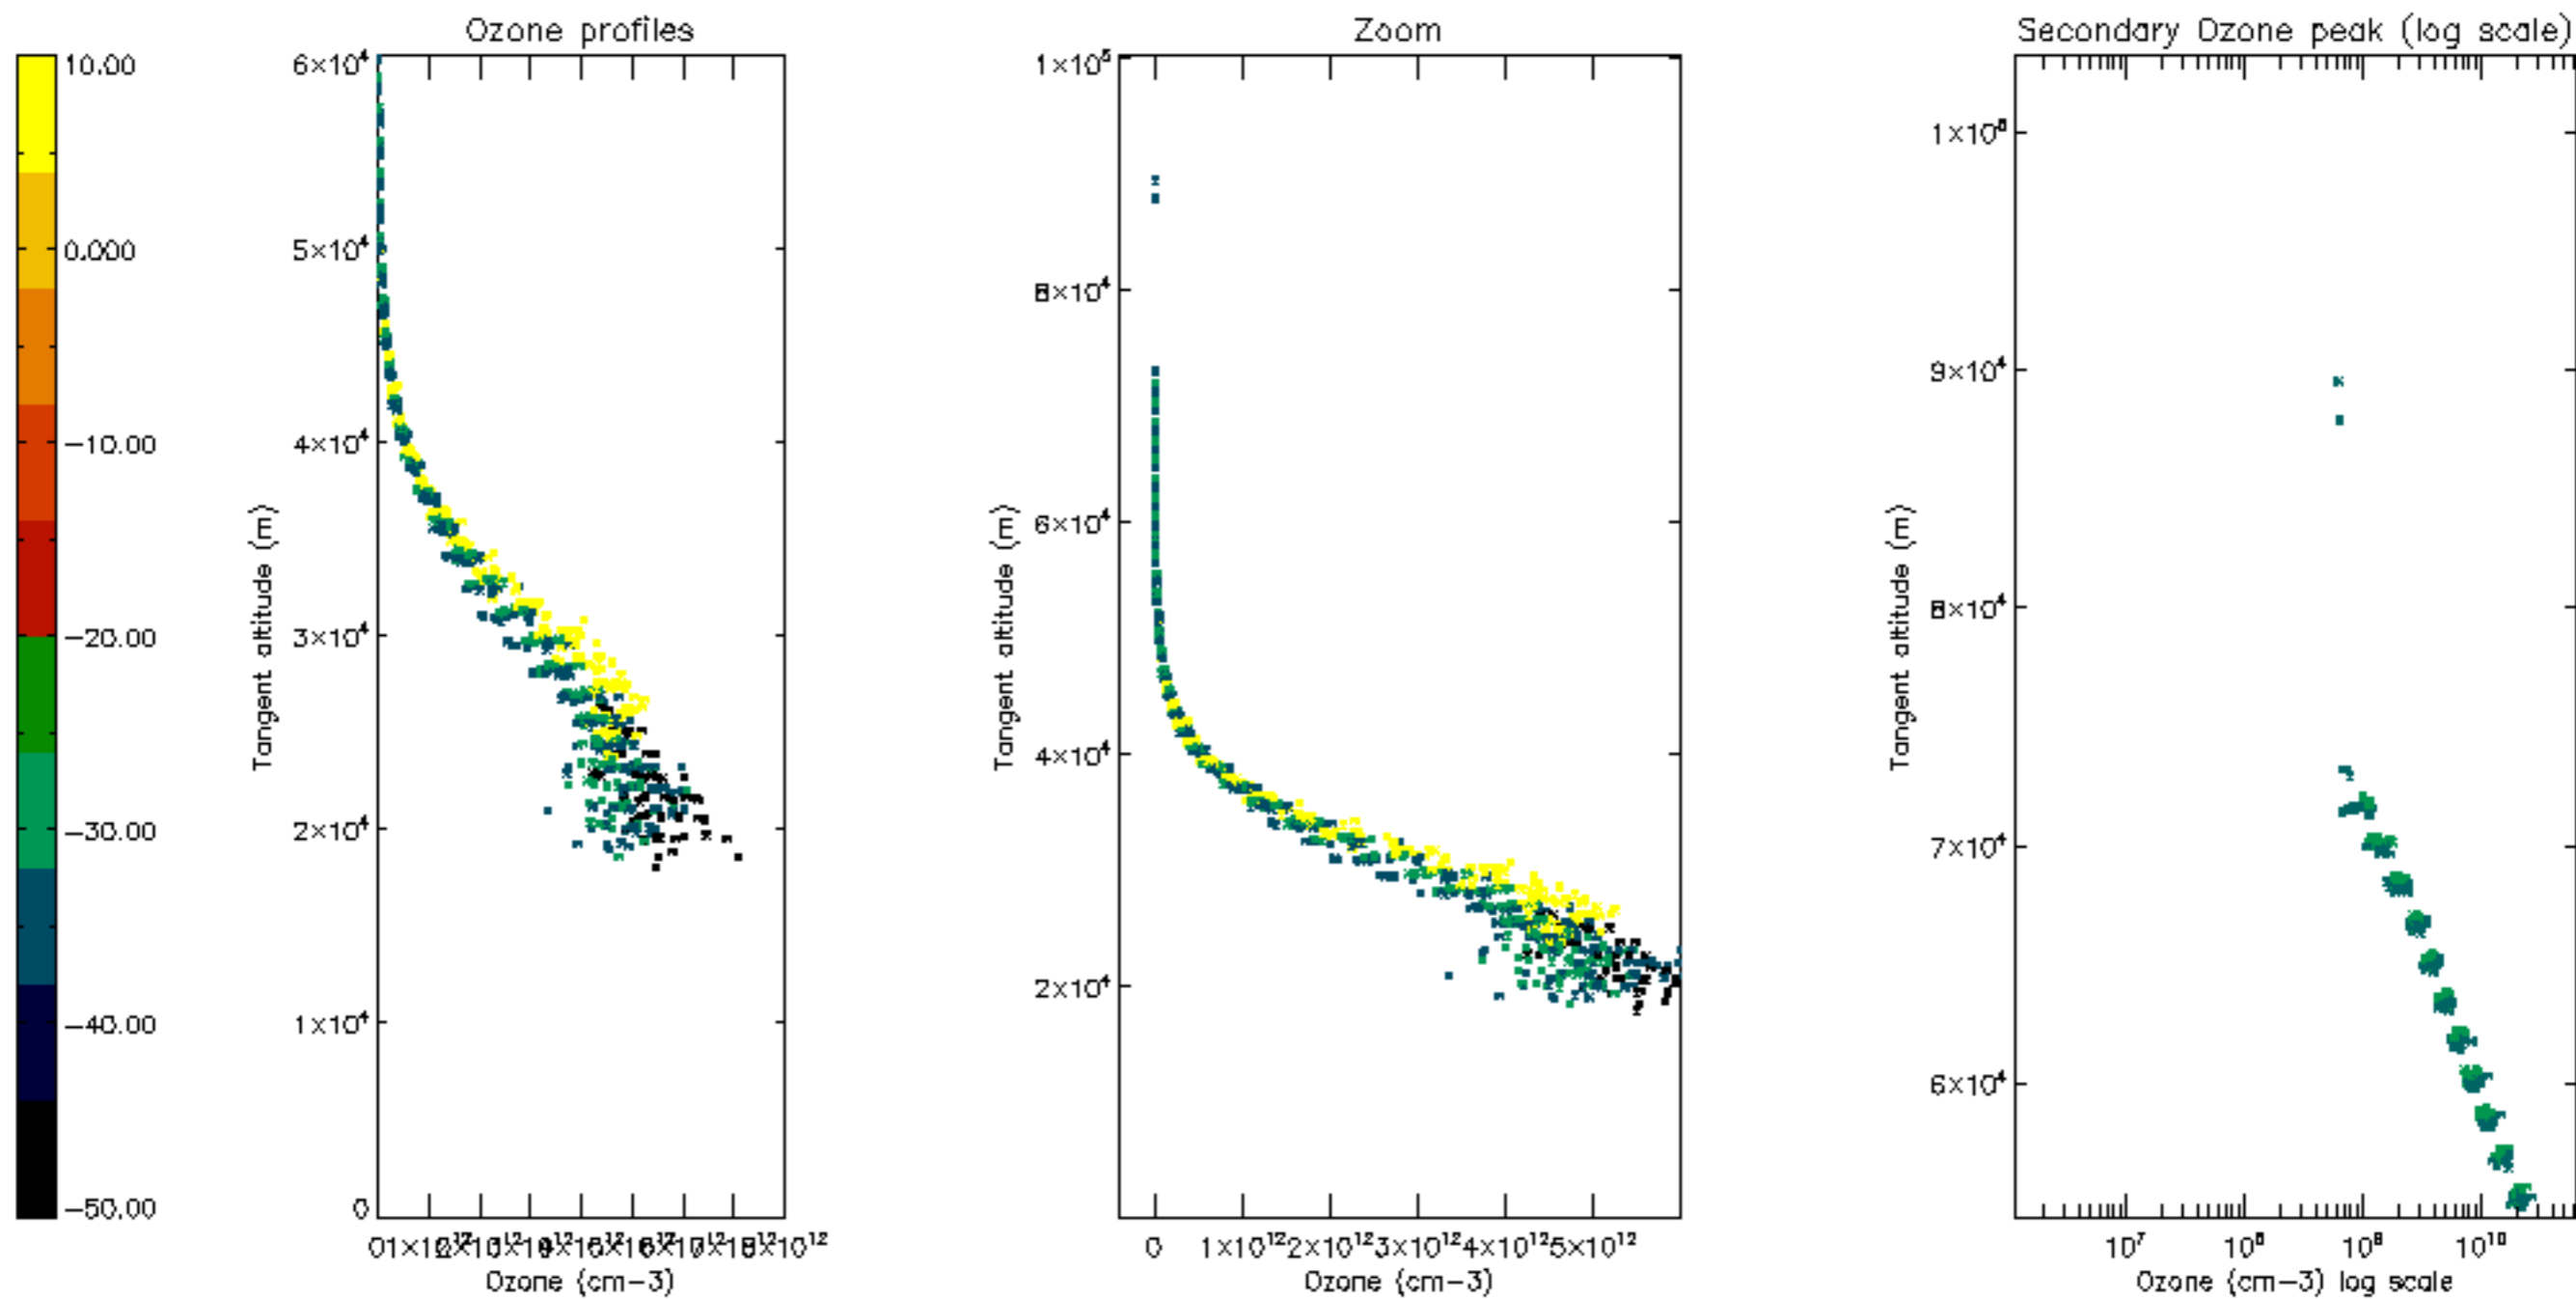 Ozone profiles
Zoom
Secondary Ozone peak (log scale)
10.00
0.000
−10.00
−20.00
−30.00
−40.00
−50.00
6×10⁴
5×10⁴
4×10⁴
3×10⁴
2×10⁴
1×10⁴
0
Tangent altitude (m)
Ozone (cm−3)
1×10⁵
8×10⁴
6×10⁴
4×10⁴
2×10⁴
Tangent altitude (m)
0 1×10¹² 2×10¹² 3×10¹² 4×10¹² 5×10¹²
Ozone (cm−3)
1×10⁵
9×10⁴
8×10⁴
7×10⁴
6×10⁴
Tangent altitude (m)
10⁷ 10⁸ 10⁹ 10¹⁰
Ozone (cm−3) log scale